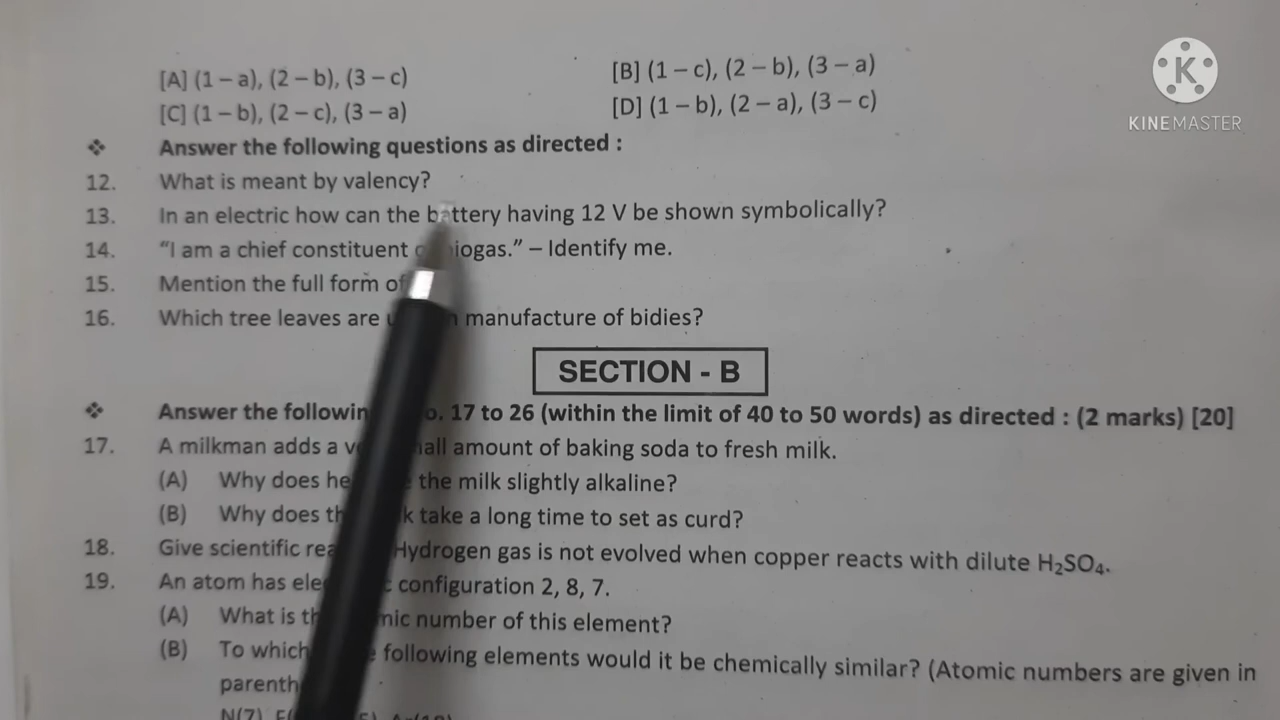 [A] (1 – a), (2 – b), (3 – c) [B] (1 – c), (2 – b), (3 – a)
[C] (1 – b), (2 – c), (3 – a) [D] (1 – b), (2 – a), (3 – c)
K
KINEMASTER
❖ Answer the following questions as directed :
12. What is meant by valency?
13. In an electric how can the battery having 12 V be shown symbolically?
14. “I am a chief constituent biogas.” – Identify me.
15. Mention the full form of
16. Which tree leaves are manufacture of bidies?
SECTION - B
❖ Answer the following 17 to 26 (within the limit of 40 to 50 words) as directed : (2 marks) [20]
17. A milkman adds a small amount of baking soda to fresh milk.
(A) Why does he the milk slightly alkaline?
(B) Why does take a long time to set as curd?
18. Give scientific Hydrogen gas is not evolved when copper reacts with dilute H₂SO₄.
19. An atom has configuration 2, 8, 7.
(A) What is number of this element?
(B) To which following elements would it be chemically similar? (Atomic numbers are given in
N(7)